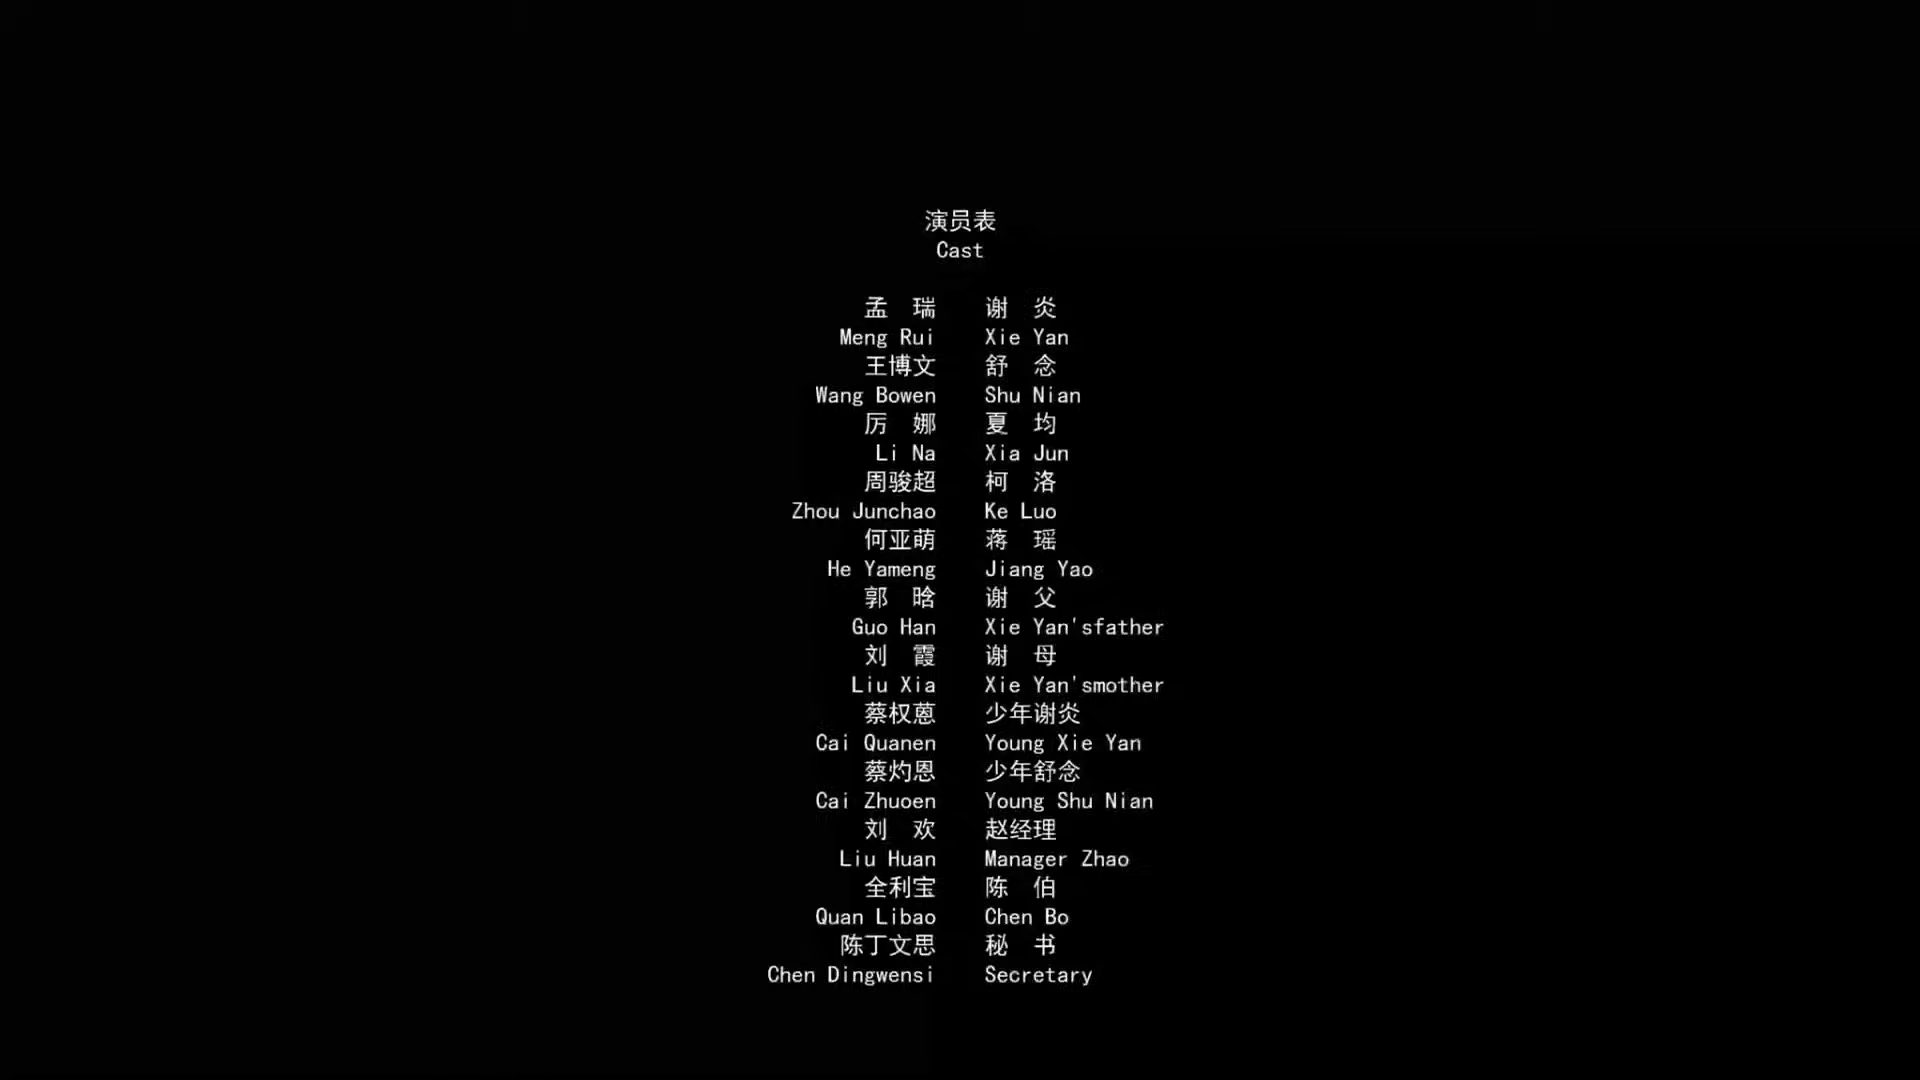 演员表
Cast
孟 瑞 谢 炎
Meng Rui Xie Yan
王博文 舒 念
Wang Bowen Shu Nian
厉 娜 夏 均
Li Na Xia Jun
周骏超 柯 洛
Zhou Junchao Ke Luo
何亚萌 蒋 瑶
He Yameng Jiang Yao
郭 晗 谢 父
Guo Han Xie Yan'sfather
刘 霞 谢 母
Liu Xia Xie Yan'smother
蔡权蒽 少年谢炎
Cai Quanen Young Xie Yan
蔡灼恩 少年舒念
Cai Zhuoen Young Shu Nian
刘 欢 赵经理
Liu Huan Manager Zhao
全利宝 陈 伯
Quan Libao Chen Bo
陈丁文思 秘 书
Chen Dingwensi Secretary